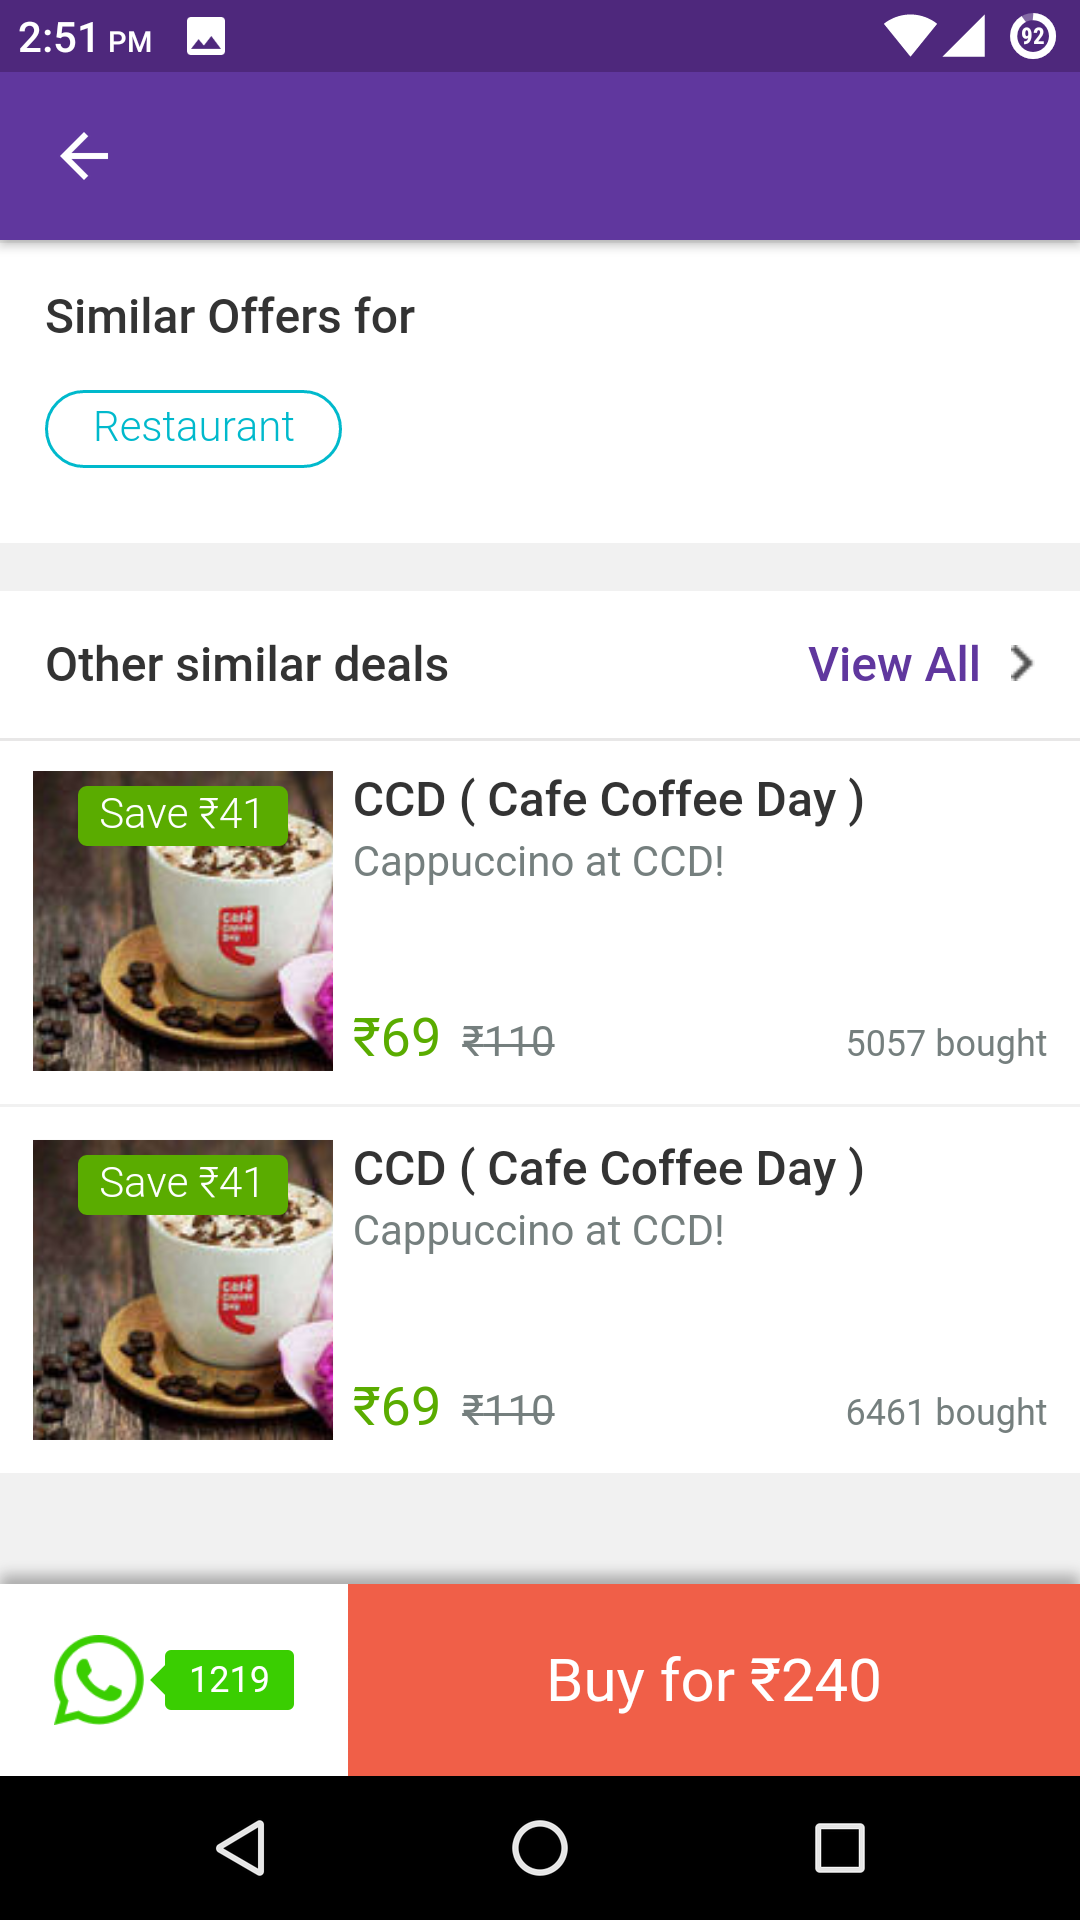 2:51 PM
92
Similar Offers for
Restaurant
Other similar deals
View All
Save ₹41
CCD ( Cafe Coffee Day )
Cappuccino at CCD!
₹69 ₹110
5057 bought
Save ₹41
CCD ( Cafe Coffee Day )
Cappuccino at CCD!
₹69 ₹110
6461 bought
1219
Buy for ₹240